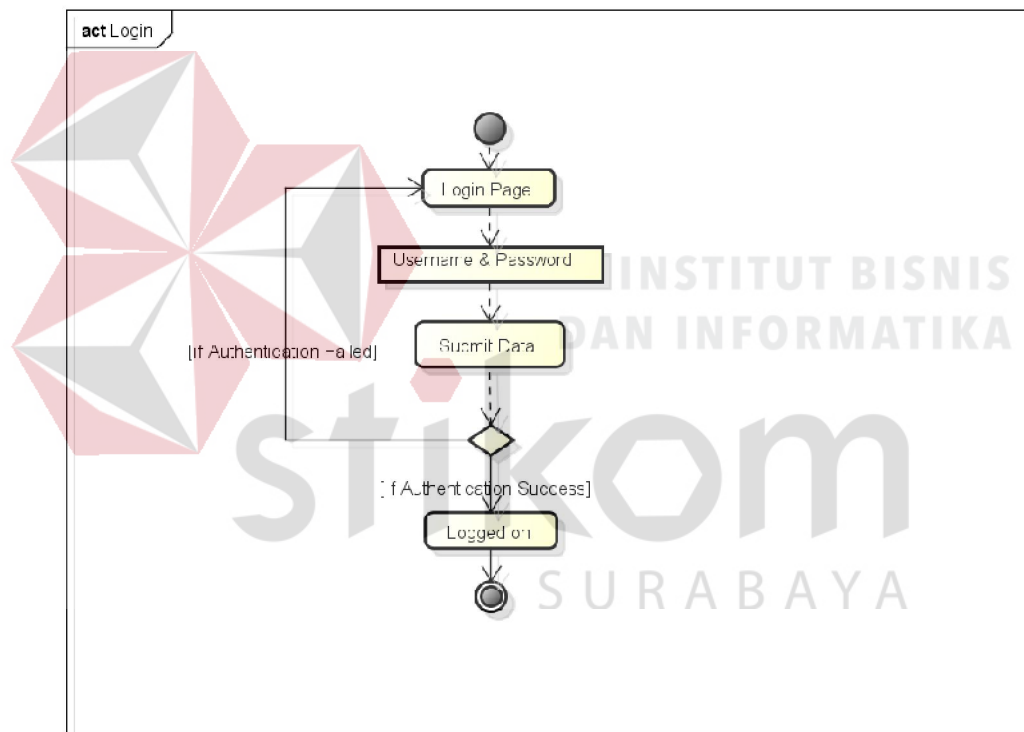 act Login
Login Page
Username & Password
INSTITUT BISNIS
DAN INFORMATIKA
Submit Data
[if Authentication Failed]
stikom
[if Authentication Success]
Logged on
SURABAYA